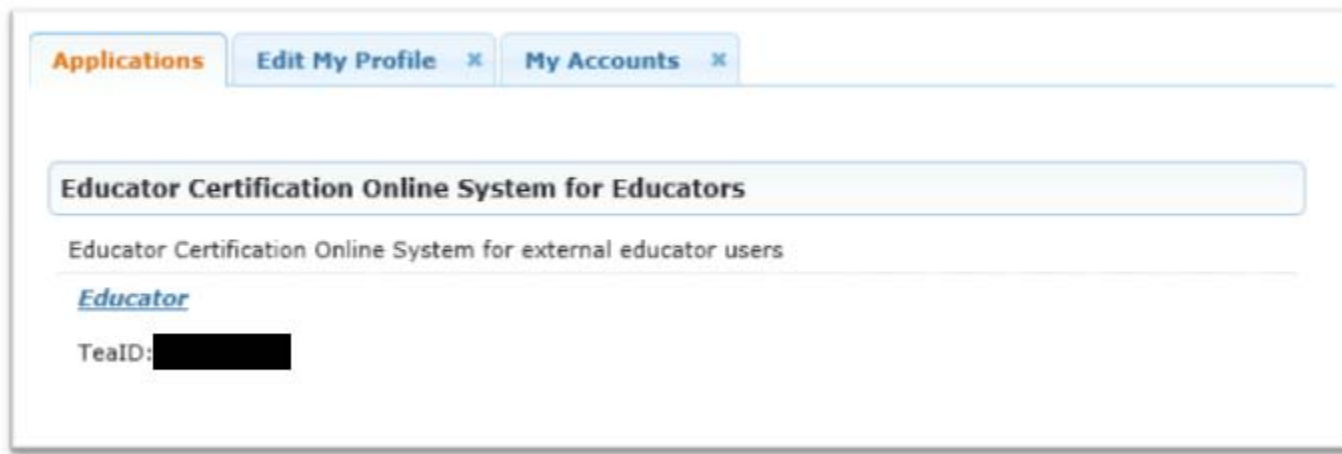 Applications Edit My Profile x My Accounts x
Educator Certification Online System for Educators
Educator Certification Online System for external educator users
Educator
TeaID: